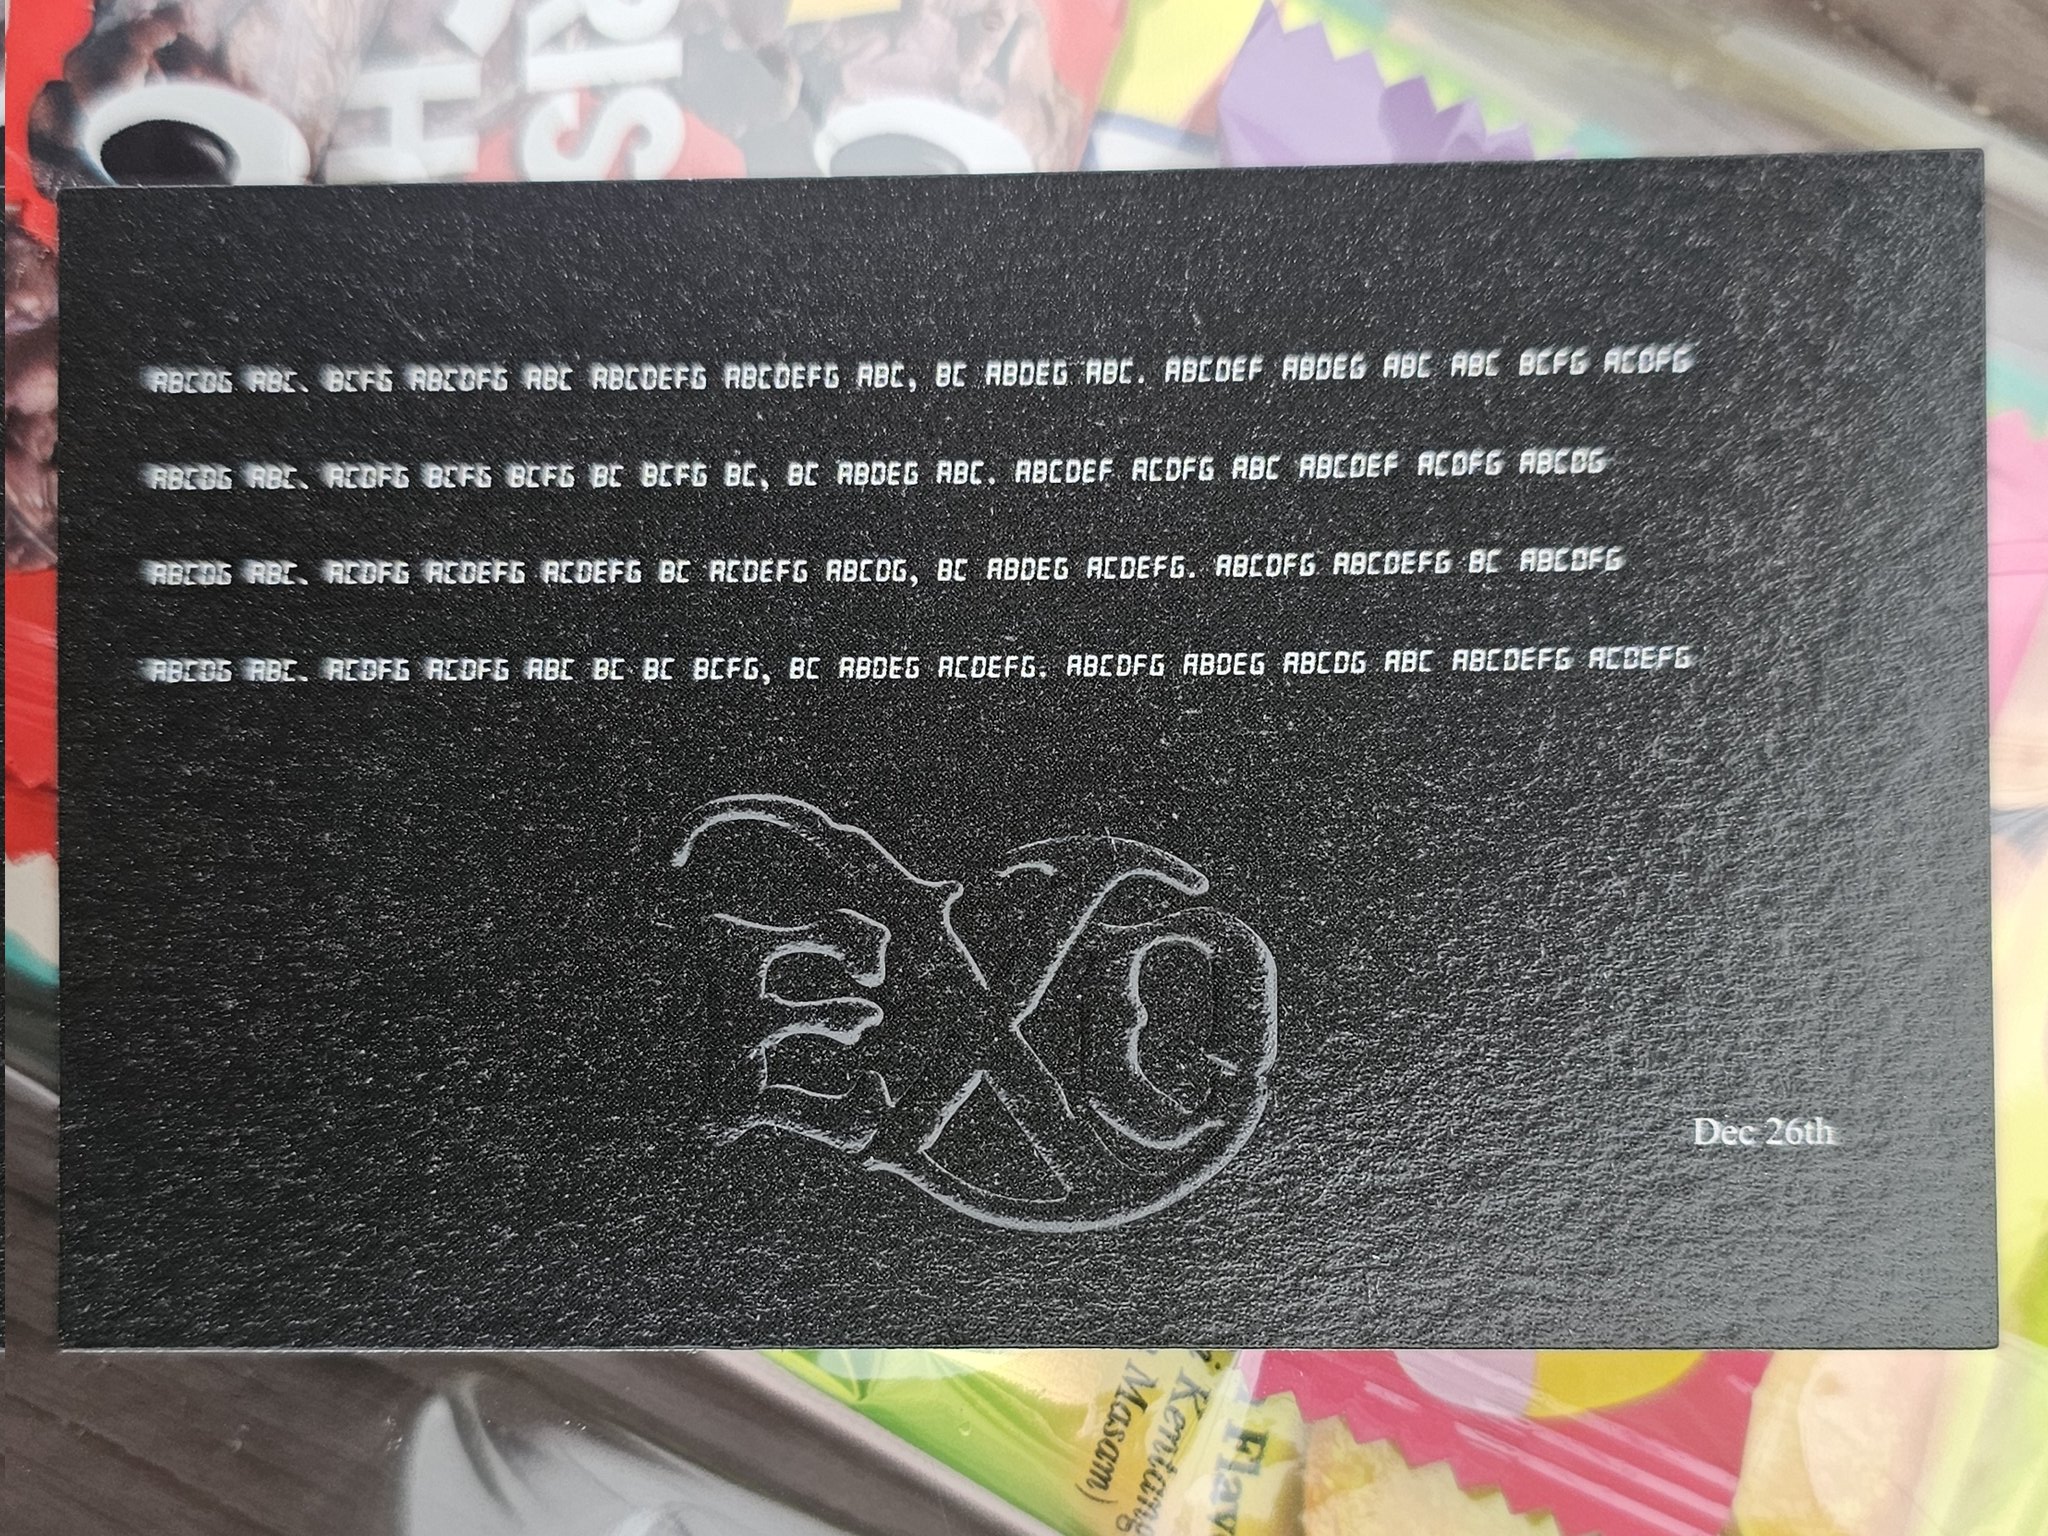 H
SIR
ABCDG ABC. BCFG ABCDFG ABC ABCDEFG ABCDEFG ABC, BC ABDEG ABC. ABCDEF ABDEG ABC ABC BCFG ACDFG
ABCDG ABC. ACDFG BCFG BCFG BC BCFG BC, BC ABDEG ABC. ABCDEF ACDFG ABC ABCDEF ACDFG ABCDG
ABCDG ABC. ACDFG ACDEFG ACDEFG BC ACDEFG ABCDG, BC ABDEG ACDEFG. ABCDFG ABCDEFG BC ABCDFG
ABCDG ABC. ACDFG ACDFG ABC BC BC BCFG, BC ABDEG ACDEFG. ABCDFG ABDEG ABCDG ABC ABCDEFG ACDEFG
EXO
Dec 26th
Kentang
Masam)